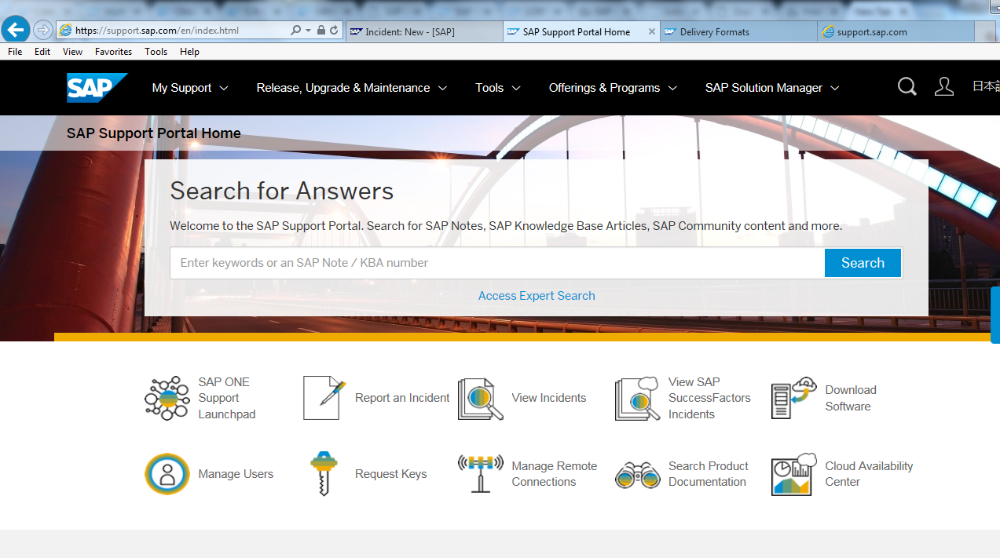 https://support.sap.com/en/index.html
SAP Incident: New - [SAP]
SAP SAP Support Portal Home
SAP Delivery Formats
support.sap.com
File Edit View Favorites Tools Help
SAP My Support Release, Upgrade & Maintenance Tools Offerings & Programs SAP Solution Manager 日本
SAP Support Portal Home
Search for Answers
Welcome to the SAP Support Portal. Search for SAP Notes, SAP Knowledge Base Articles, SAP Community content and more.
Enter keywords or an SAP Note / KBA number Search
Access Expert Search
SAP ONE
Support
Launchpad
Report an Incident
View Incidents
View SAP
SuccessFactors
Incidents
Download
Software
Manage Users
Request Keys
Manage Remote
Connections
Search Product
Documentation
Cloud Availability
Center